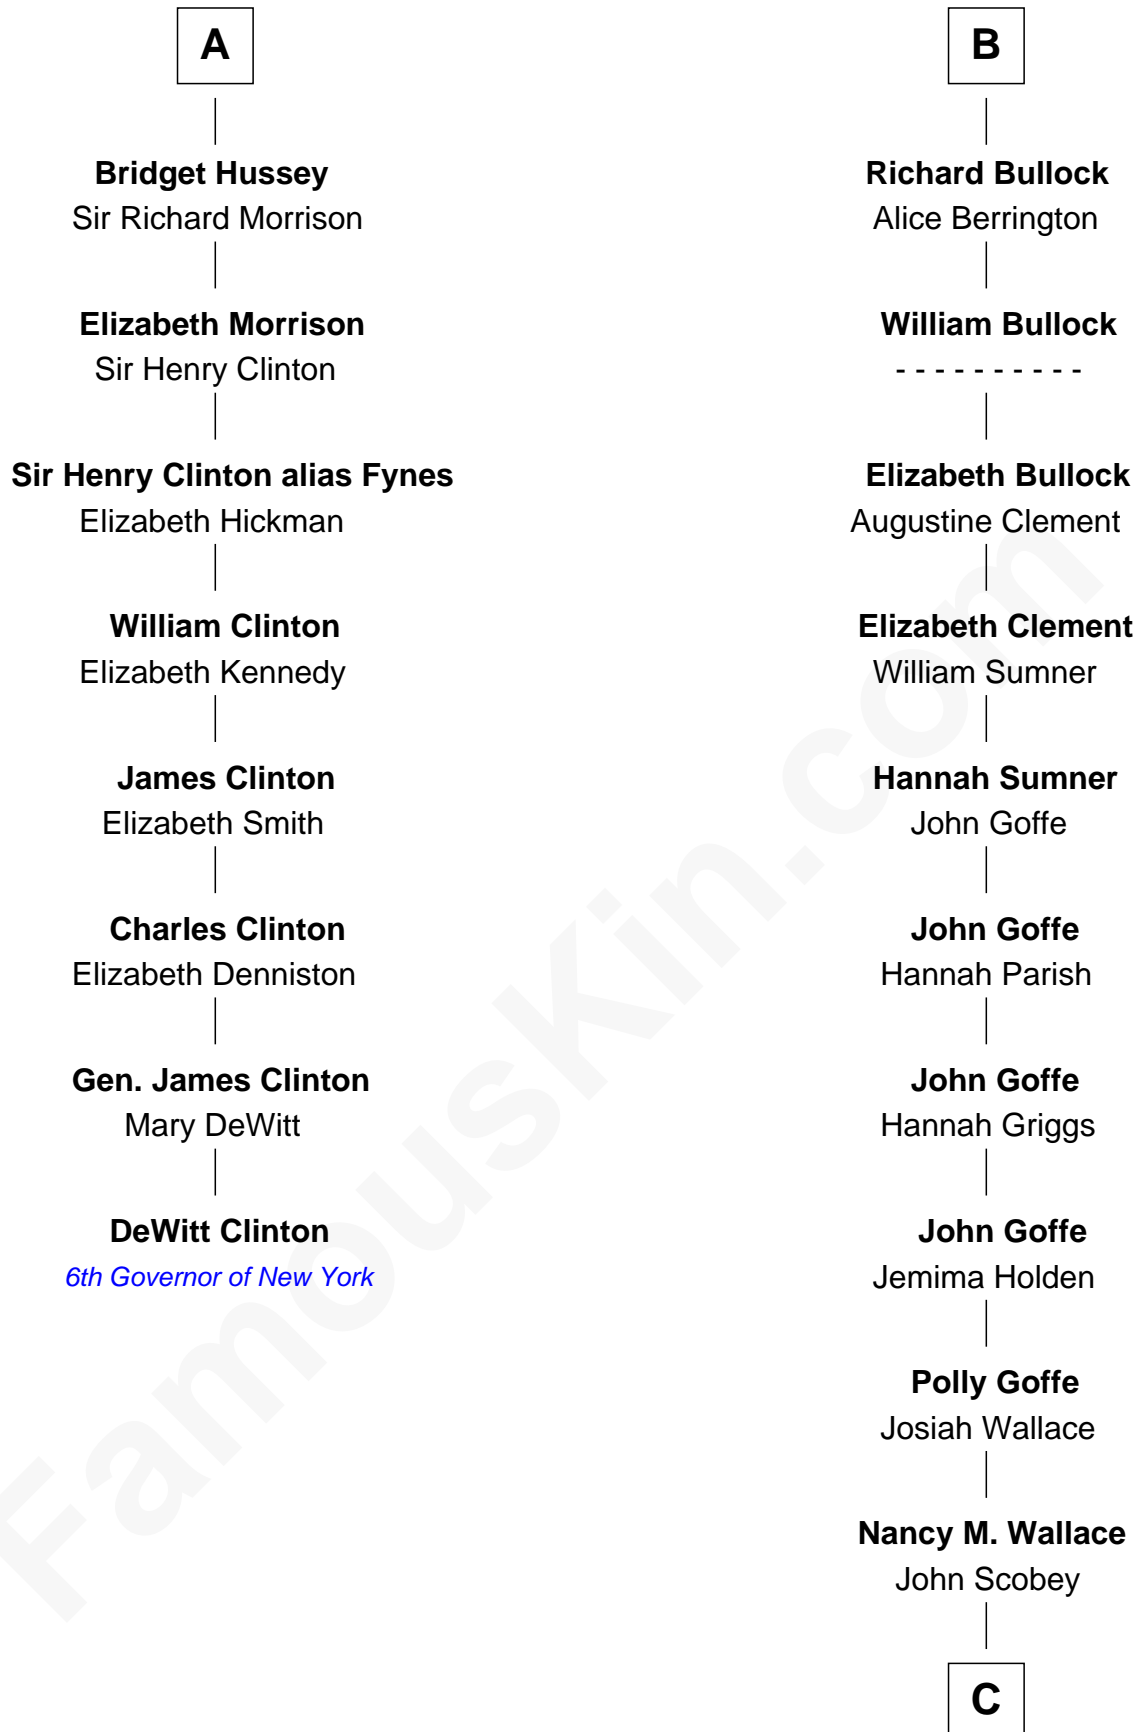 A
Bridget Hussey
Sir Richard Morrison
Elizabeth Morrison
Sir Henry Clinton
Sir Henry Clinton alias Fynes
Elizabeth Hickman
William Clinton
Elizabeth Kennedy
James Clinton
Elizabeth Smith
Charles Clinton
Elizabeth Denniston
Gen. James Clinton
Mary DeWitt
DeWitt Clinton
6th Governor of New York
B
Richard Bullock
Alice Berrington
William Bullock
- - - - - - - - - -
Elizabeth Bullock
Augustine Clement
Elizabeth Clement
William Sumner
Hannah Sumner
John Goffe
John Goffe
Hannah Parish
John Goffe
Hannah Griggs
John Goffe
Jemima Holden
Polly Goffe
Josiah Wallace
Nancy M. Wallace
John Scobey
C
FamousKin.com